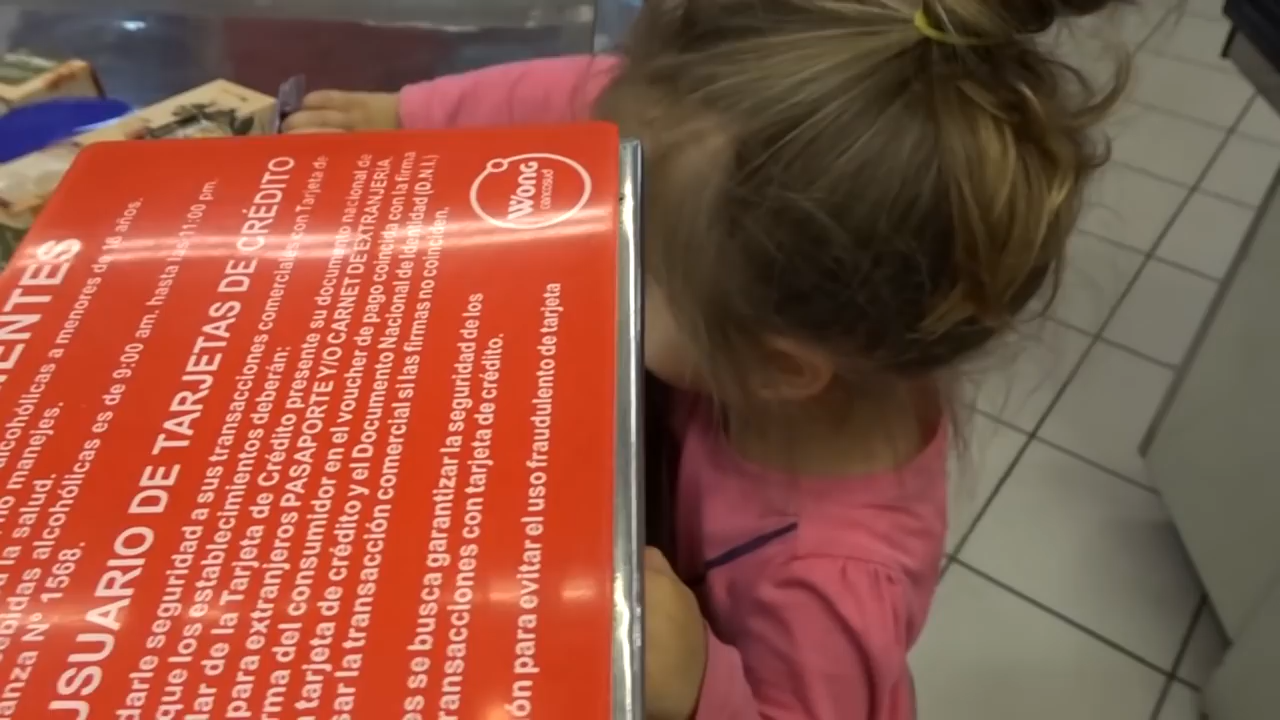 IENTES
alcohólicas a menores de 18 años.
no manejes.
a la salud.
bebidas alcohólicas es de 9:00 am. hasta las 11:00 pm.
anza N° 1568.
USUARIO DE TARJETAS DE CRÉDITO
darle seguridad a sus transacciones comerciales con Tarjeta de
que los establecimientos deberán:
lar de la Tarjeta de Crédito presente su documento nacional de
para extranjeros PASAPORTE Y/O CARNET DE EXTRANJERIA.
rma del consumidor en el voucher de pago coincida con la firma
tarjeta de crédito y el Documento Nacional de Identidad (D.N.I.)
sar la transacción comercial si las firmas no coinciden.
es se busca garantizar la seguridad de los
ransacciones con tarjeta de crédito.
ón para evitar el uso fraudulento de tarjeta
Wong
cencosud